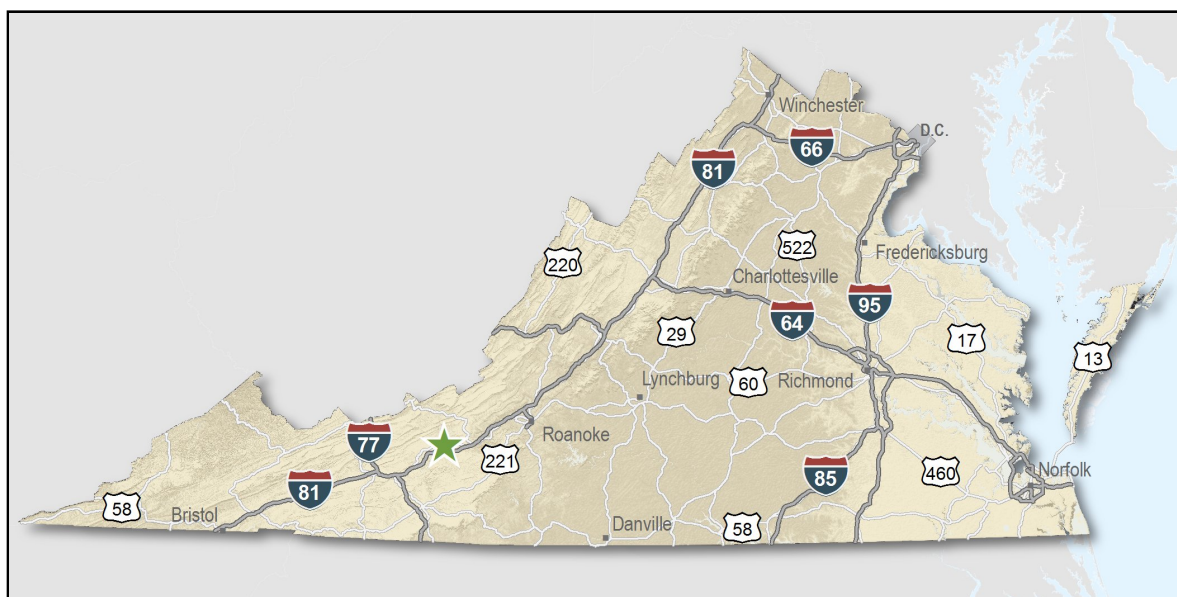 Winchester
D.C.
66
81
522
Fredericksburg
220
Charlottesville
95
64
29
17
13
Lynchburg
60
Richmond
77
Roanoke
221
85
460
Norfolk
81
58
Bristol
Danville
58